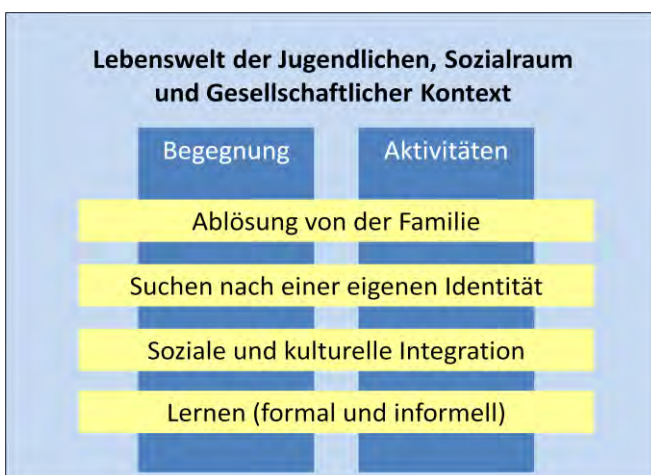 Lebenswelt der Jugendlichen, Sozialraum
und Gesellschaftlicher Kontext
Begegnung
Aktivitäten
Ablösung von der Familie
Suchen nach einer eigenen Identität
Soziale und kulturelle Integration
Lernen (formal und informell)